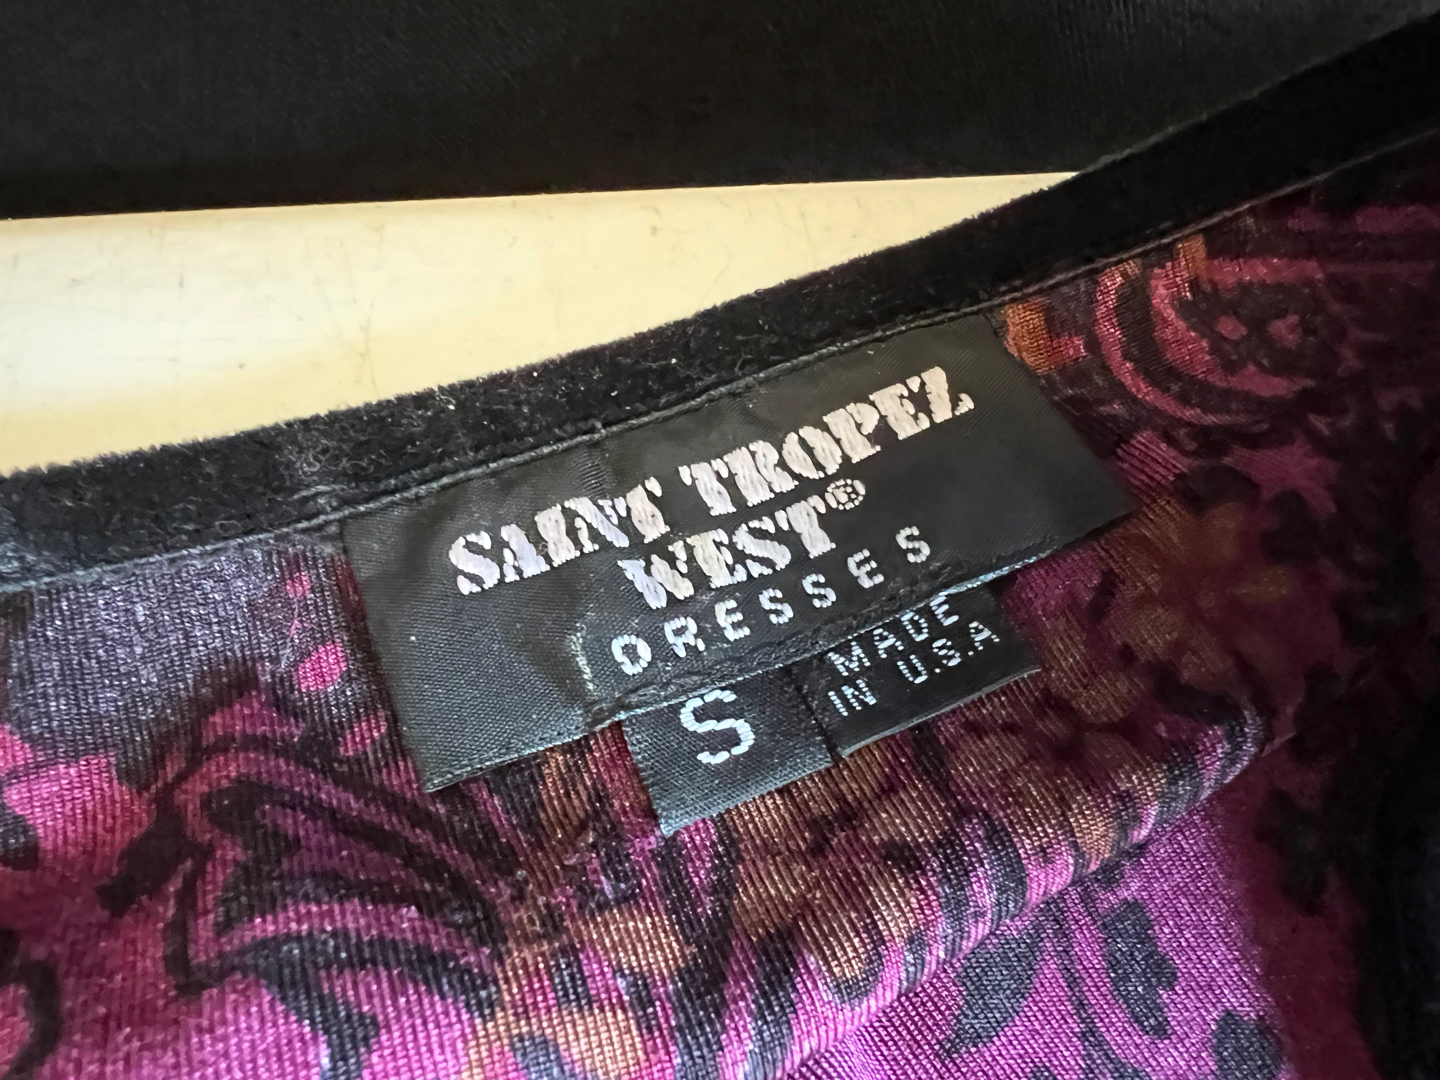 SAINT TROPEZ
WEST®
DRESSES
S
MADE
IN U.S.A